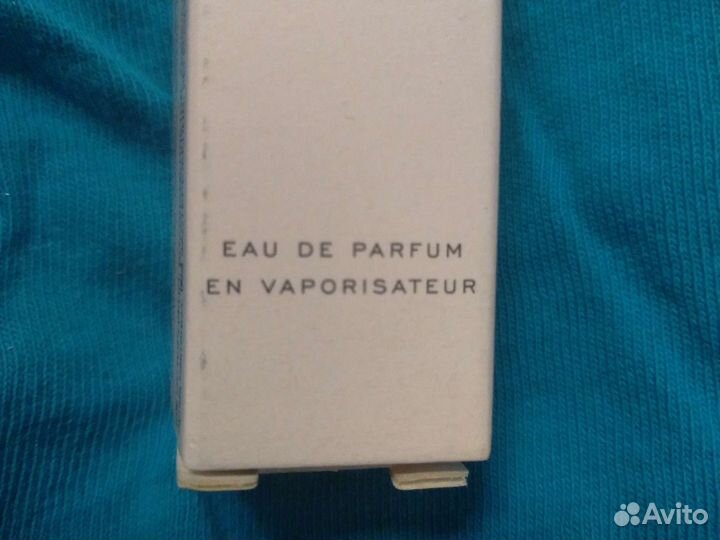 EAU DE PARFUM
EN VAPORISATEUR
Avito